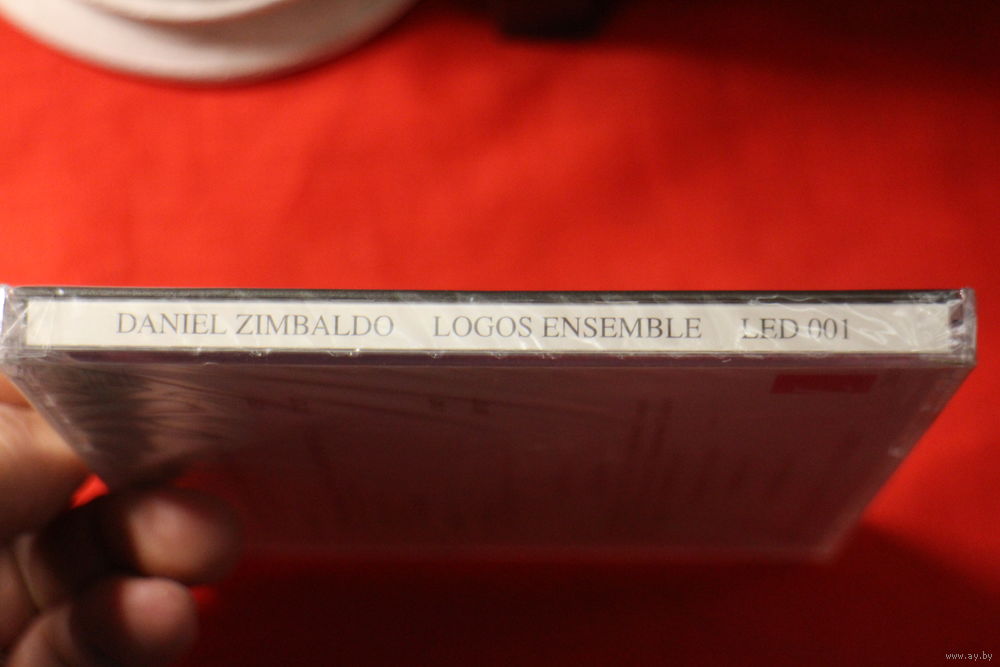 DANIEL ZIMBALDO LOGOS ENSEMBLE LED 001
www.ay.by